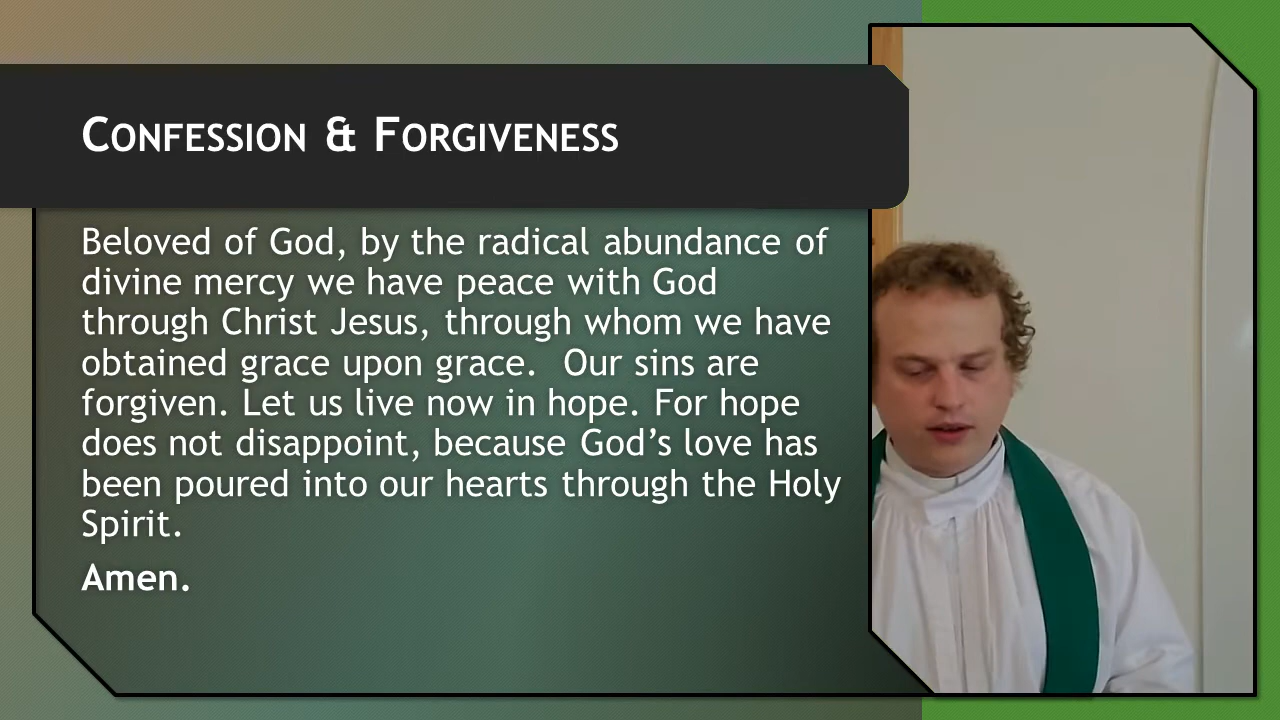 Confession & Forgiveness
Beloved of God, by the radical abundance of
divine mercy we have peace with God
through Christ Jesus, through whom we have
obtained grace upon grace.  Our sins are
forgiven. Let us live now in hope. For hope
does not disappoint, because God’s love has
been poured into our hearts through the Holy
Spirit.
Amen.